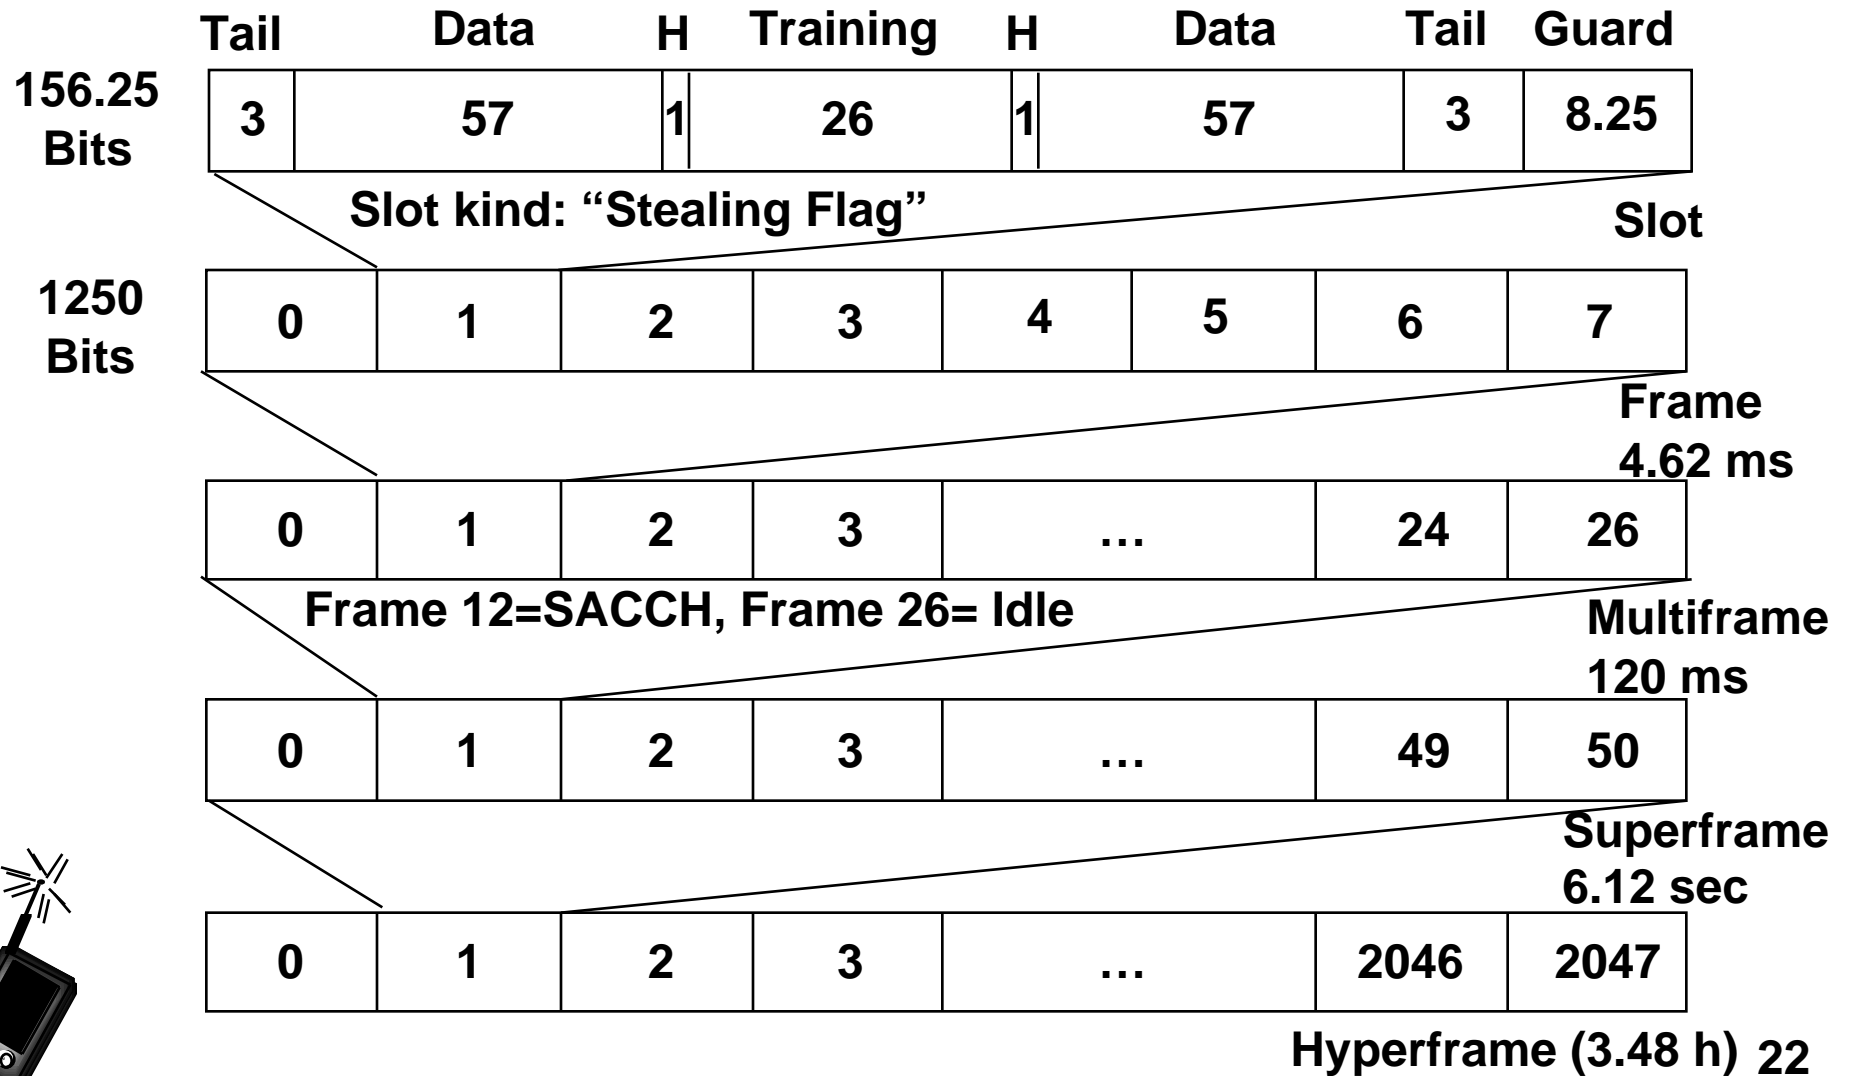 Tail Data H Training H Data Tail Guard
156.25
Bits
3 57 1 26 1 57 3 8.25
Slot kind: “Stealing Flag”
Slot
1250
Bits
0 1 2 3 4 5 6 7
Frame
4.62 ms
0 1 2 3 … 24 26
Frame 12=SACCH, Frame 26= Idle
Multiframe
120 ms
0 1 2 3 … 49 50
Superframe
6.12 sec
0 1 2 3 … 2046 2047
Hyperframe (3.48 h) 22